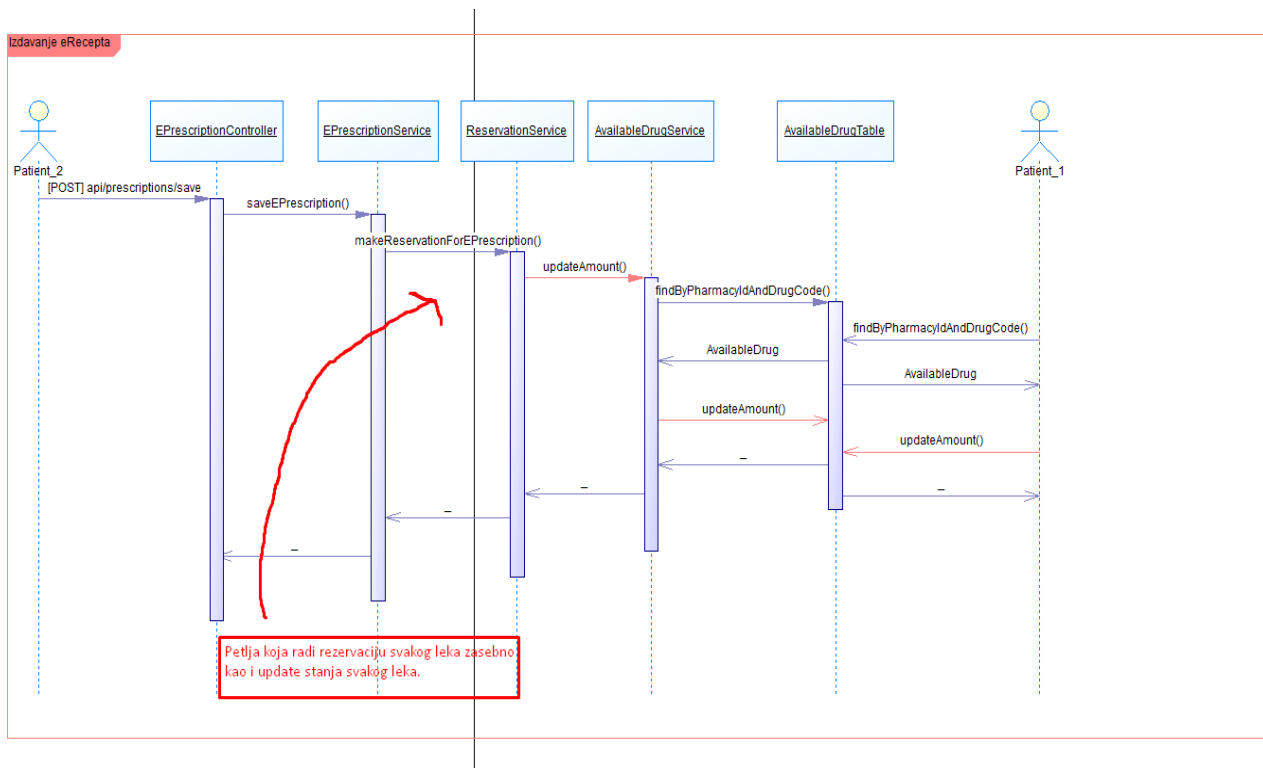 Izdavanje eRecepta
EPrescriptionController
EPrescriptionService
ReservationService
AvailableDrugService
AvailableDrugTable
Patient_2
Patient_1
[POST] api/prescriptions/save
saveEPrescription()
makeReservationForEPrescription()
updateAmount()
findByPharmacyIdAndDrugCode()
findByPharmacyIdAndDrugCode()
AvailableDrug
AvailableDrug
updateAmount()
updateAmount()
_
_
_
_
_
Petlja koja radi rezervaciju svakog leka zasebno
kao i update stanja svakog leka.